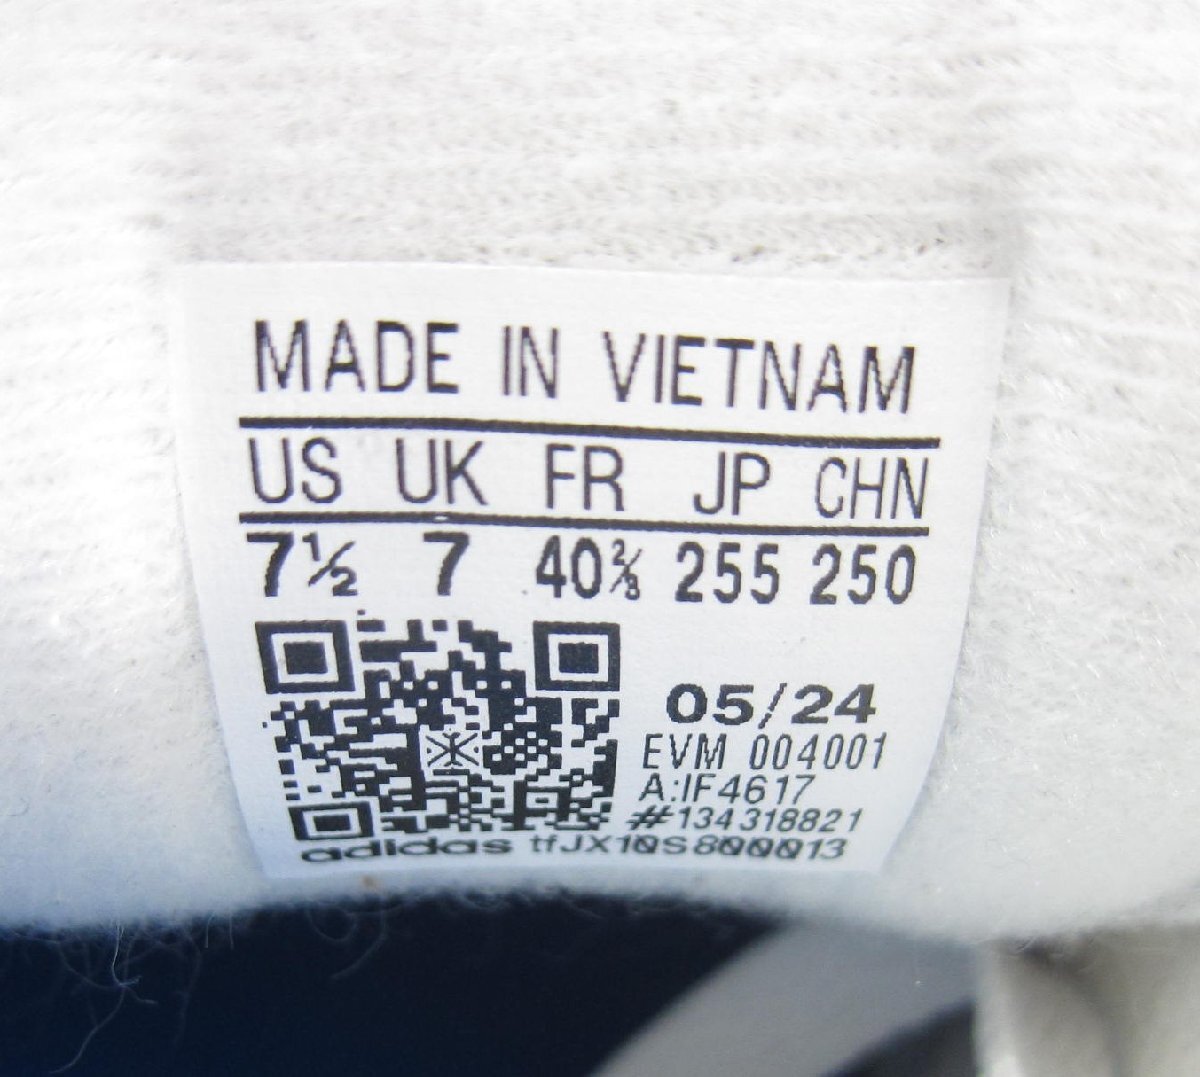 MADE IN VIETNAM
US UK FR JP CHN
7½ 7 40⅔ 255 250
05/24
EVM 004001
A:IF4617
#134318821
adidas tfJX10S800013